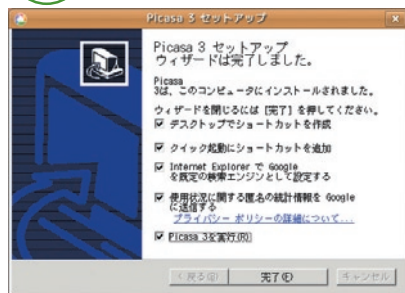 Picasa 3 セットアップ
Picasa 3 セットアップ
ウィザードは完了しました。
Picasa
3は、このコンピュータにインストールされました。
ウィザードを閉じるには [完了] を押してください。
デスクトップでショートカットを作成
クイック起動にショートカットを追加
Internet Explorer で Google
を既定の検索エンジンとして設定する
使用状況に関する匿名の統計情報を Google
に送信する
プライバシー ポリシーの詳細について...
Picasa 3を実行(R)
< 戻る(B)
完了(F)
キャンセル